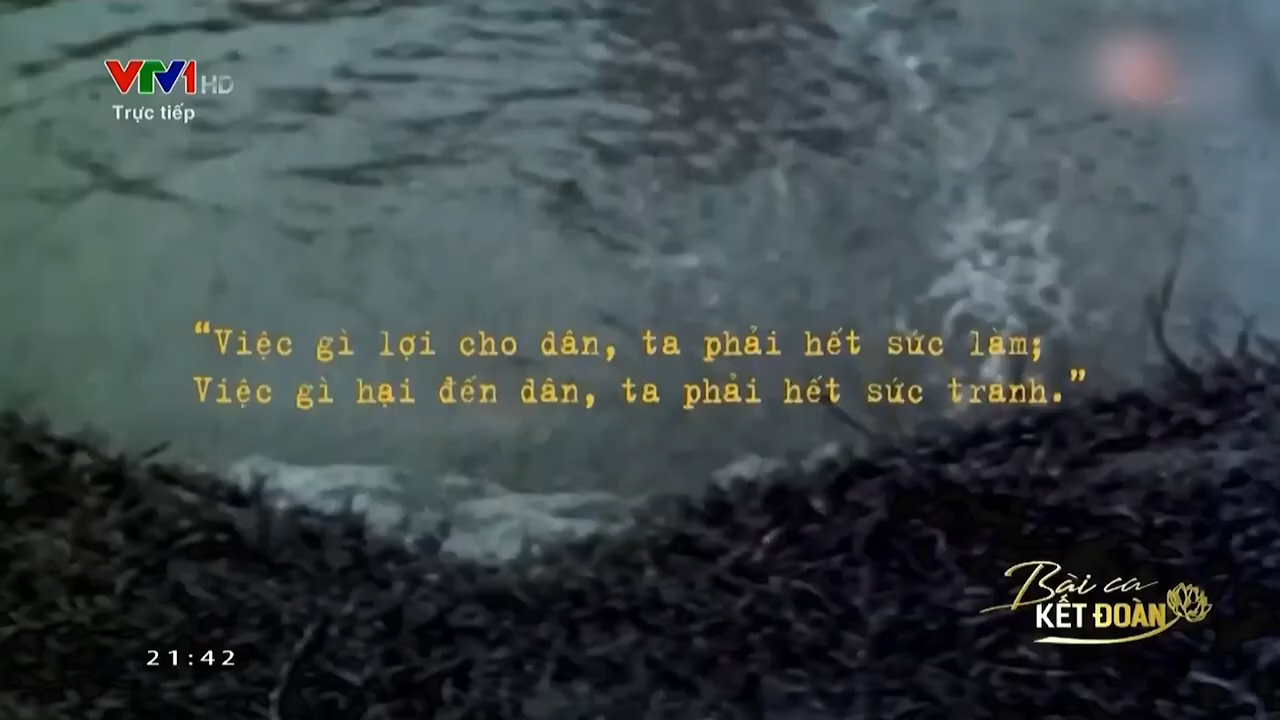 VTV1 HD
Trực tiếp
“Việc gì lợi cho dân, ta phải hết sức làm;
Việc gì hại đến dân, ta phải hết sức tránh.”
Bài ca
KẾT ĐOÀN
21:42